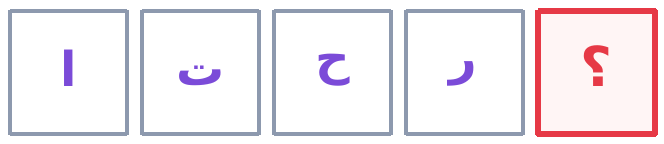 ا ت ح ر ؟